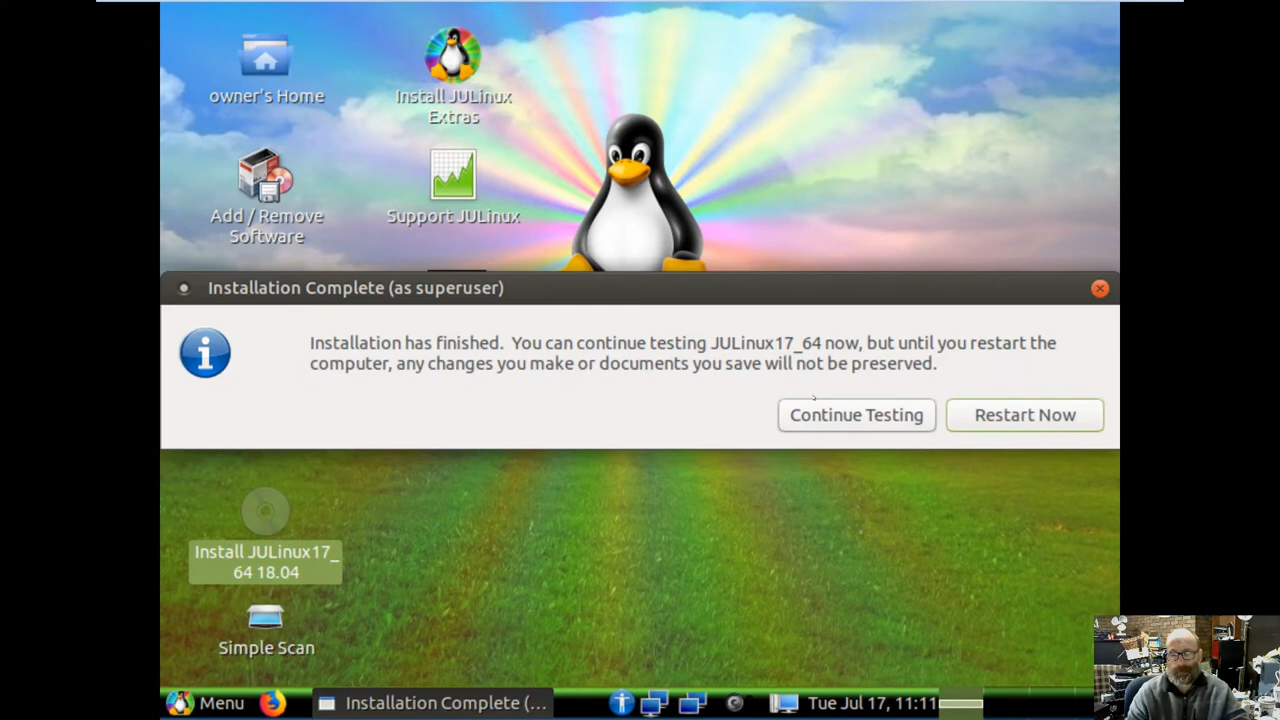 owner's Home
Install JULinux
Extras
Add / Remove
Software
Support JULinux
Installation Complete (as superuser)
Installation has finished.  You can continue testing JULinux17_64 now, but until you restart the
computer, any changes you make or documents you save will not be preserved.
Continue Testing
Restart Now
Install JULinux17_
64 18.04
Simple Scan
Menu
Installation Complete (...
Tue Jul 17, 11:11